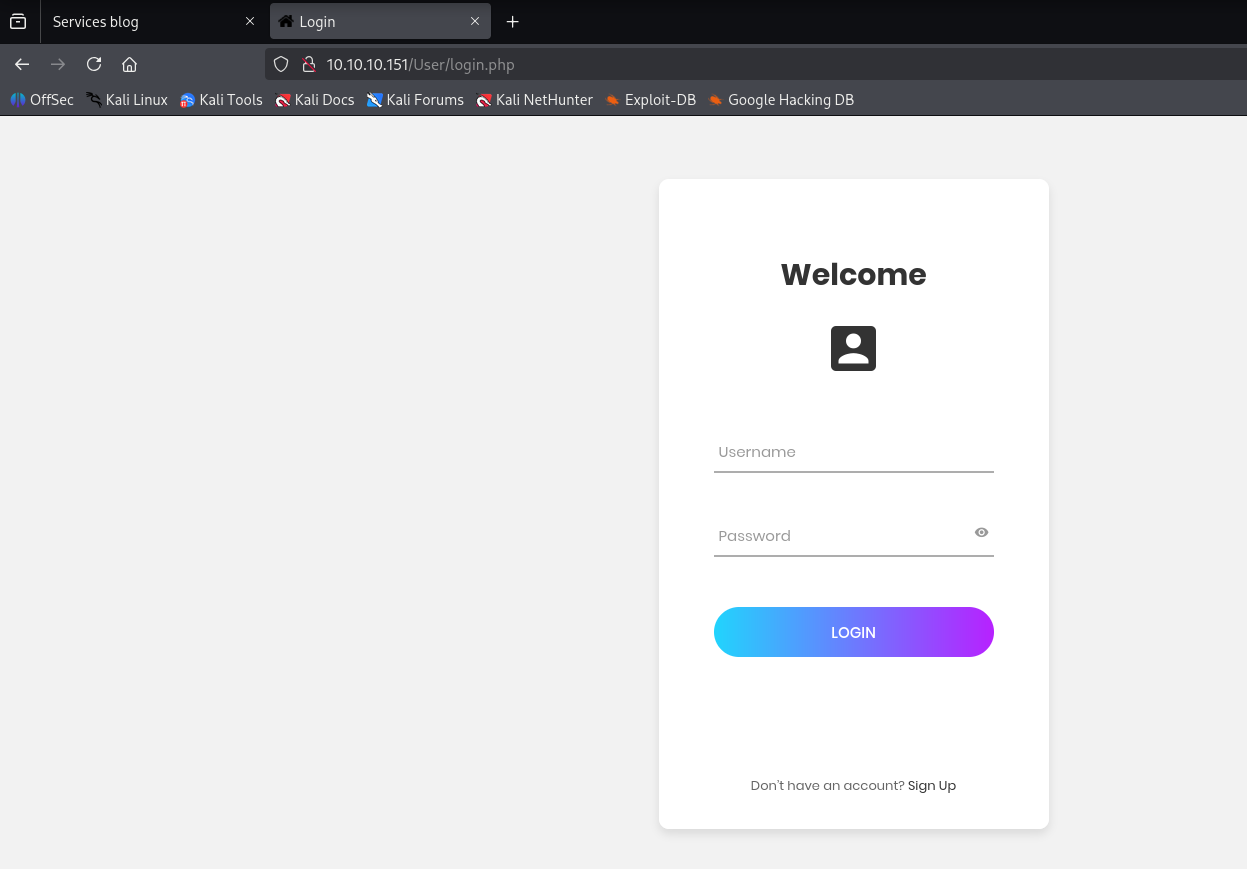 Services blog
Login
10.10.10.151/User/login.php
OffSec Kali Linux Kali Tools Kali Docs Kali Forums Kali NetHunter Exploit-DB Google Hacking DB
Welcome
Username
Password
LOGIN
Don't have an account? Sign Up